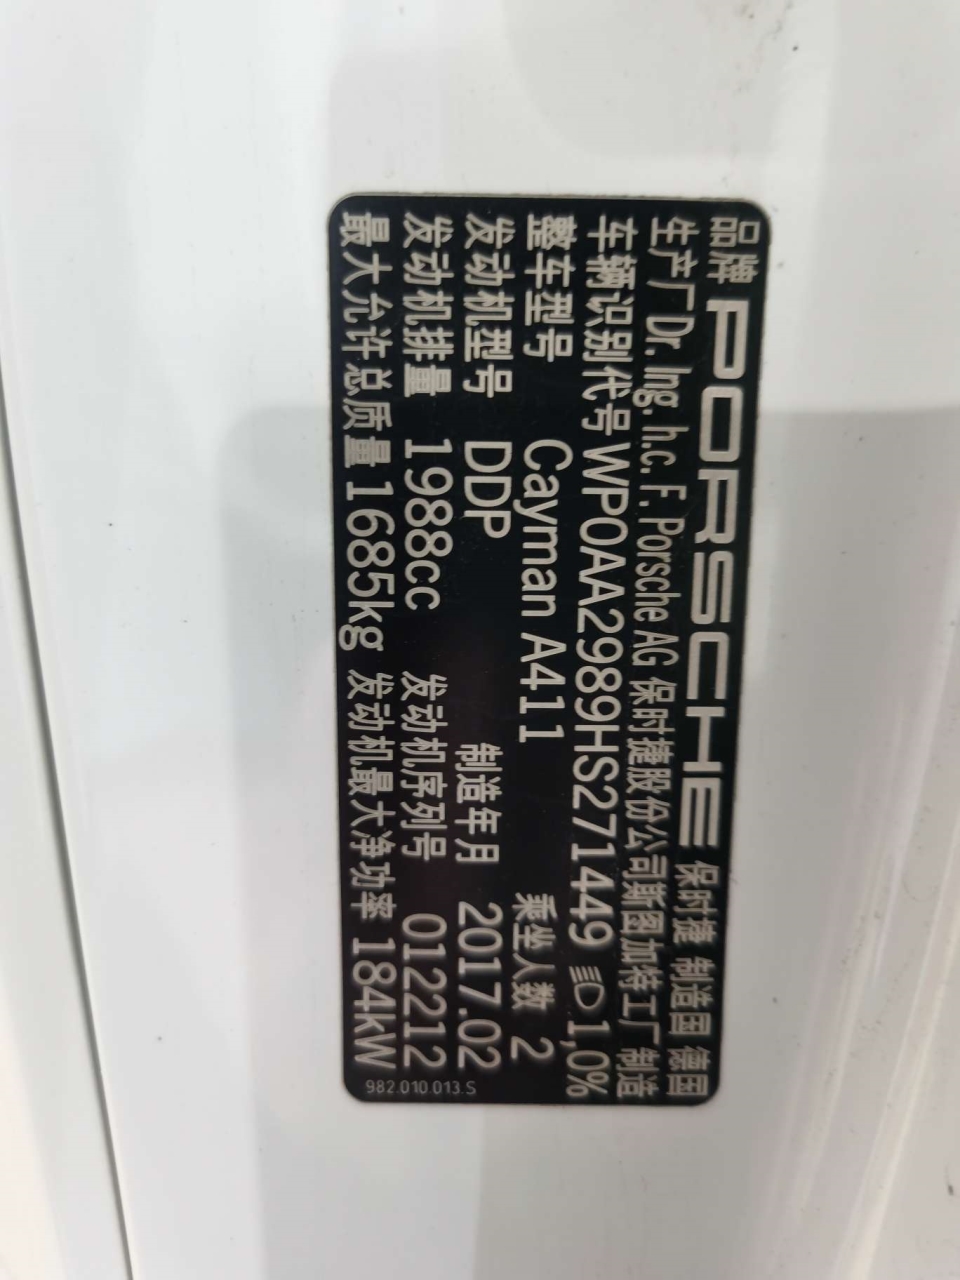 品牌 PORSCHE 保时捷 制造国 德国
生产厂 Dr. Ing. h.c. F. Porsche AG 保时捷股份公司斯图加特工厂 制造
车辆识别代号 WP0AA2989HS271449 1,0%
整车型号 Cayman A411 乘坐人数 2
发动机型号 DDP 制造年月 2017.02
发动机排量 1988cc 发动机序列号 012212
最大允许总质量 1685kg 发动机最大净功率 184kW
982.010.013.S